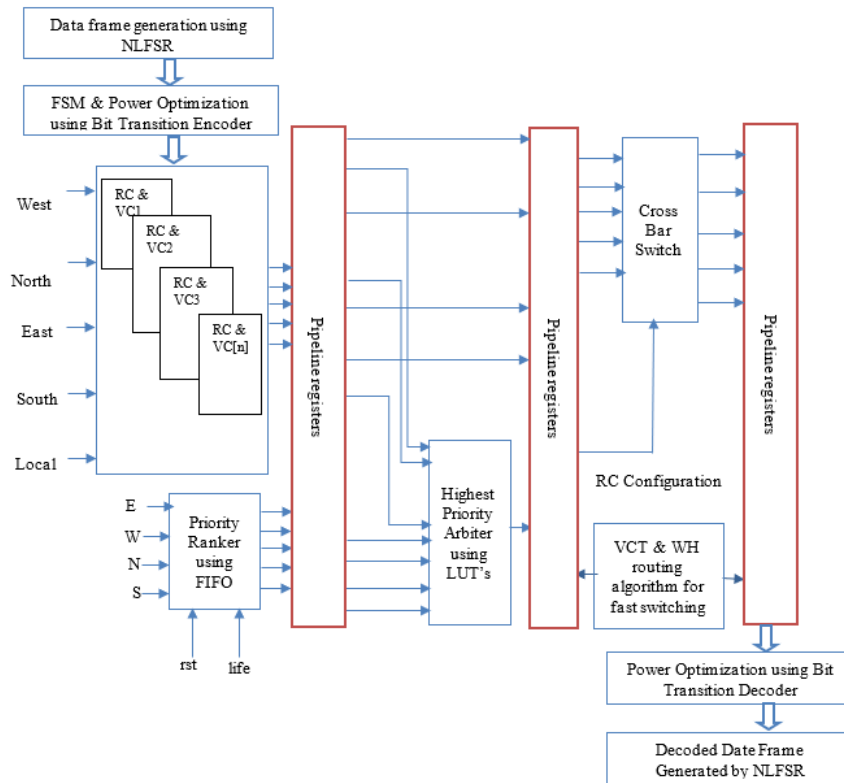 Data frame generation using
NLFSR
FSM & Power Optimization
using Bit Transition Encoder
West
North
East
South
Local
RC &
VC1
RC &
VC2
RC &
VC3
RC &
VC[n]
Pipeline registers
E
W
N
S
Priority
Ranker
using
FIFO
rst
life
Highest
Priority
Arbiter
using
LUT's
Pipeline registers
Cross
Bar
Switch
RC Configuration
VCT & WH
routing
algorithm for
fast switching
Pipeline registers
Power Optimization using Bit
Transition Decoder
Decoded Date Frame
Generated by NLFSR